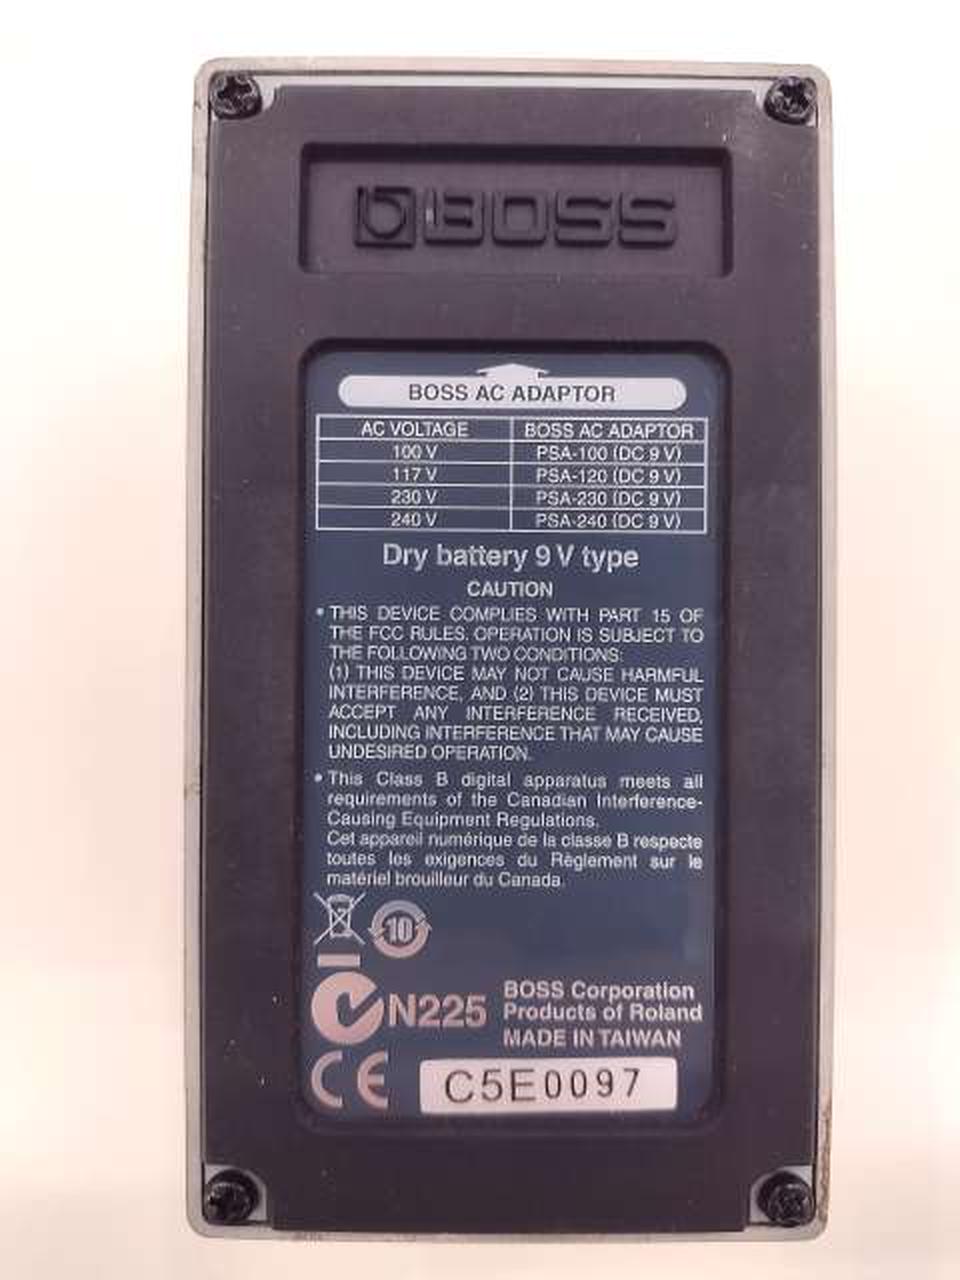 BOSS
BOSS AC ADAPTOR
AC VOLTAGE BOSS AC ADAPTOR
100 V PSA-100 (DC 9 V)
117 V PSA-120 (DC 9 V)
230 V PSA-230 (DC 9 V)
240 V PSA-240 (DC 9 V)
Dry battery 9 V type
CAUTION
• THIS DEVICE COMPLIES WITH PART 15 OF
THE FCC RULES. OPERATION IS SUBJECT TO
THE FOLLOWING TWO CONDITIONS:
(1) THIS DEVICE MAY NOT CAUSE HARMFUL
INTERFERENCE, AND (2) THIS DEVICE MUST
ACCEPT ANY INTERFERENCE RECEIVED,
INCLUDING INTERFERENCE THAT MAY CAUSE
UNDESIRED OPERATION.
• This Class B digital apparatus meets all
requirements of the Canadian Interference-
Causing Equipment Regulations.
Cet appareil numérique de la classe B respecte
toutes les exigences du Règlement sur le
matériel brouilleur du Canada.
10
N225
BOSS Corporation
Products of Roland
MADE IN TAIWAN
CE
C5E0097